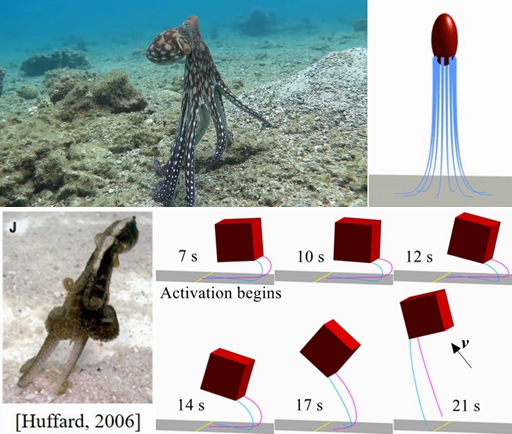 J
7 s
10 s
12 s
Activation begins
14 s
17 s
21 s
v
[Huffard, 2006]